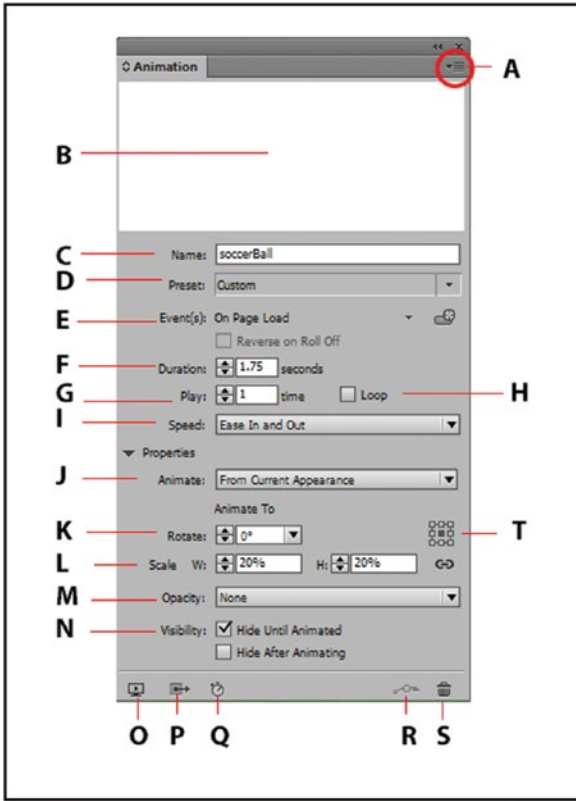 Animation
A
B
C Name: soccerBall
D Preset: Custom
E Event(s): On Page Load
Reverse on Roll Off
F Duration: 1.75 seconds
G Play: 1 time Loop H
I Speed: Ease In and Out
Properties
J Animate: From Current Appearance
Animate To
K Rotate: 0° T
L Scale W: 20% H: 20%
M Opacity: None
N Visibility: Hide Until Animated
Hide After Animating
O P Q R S